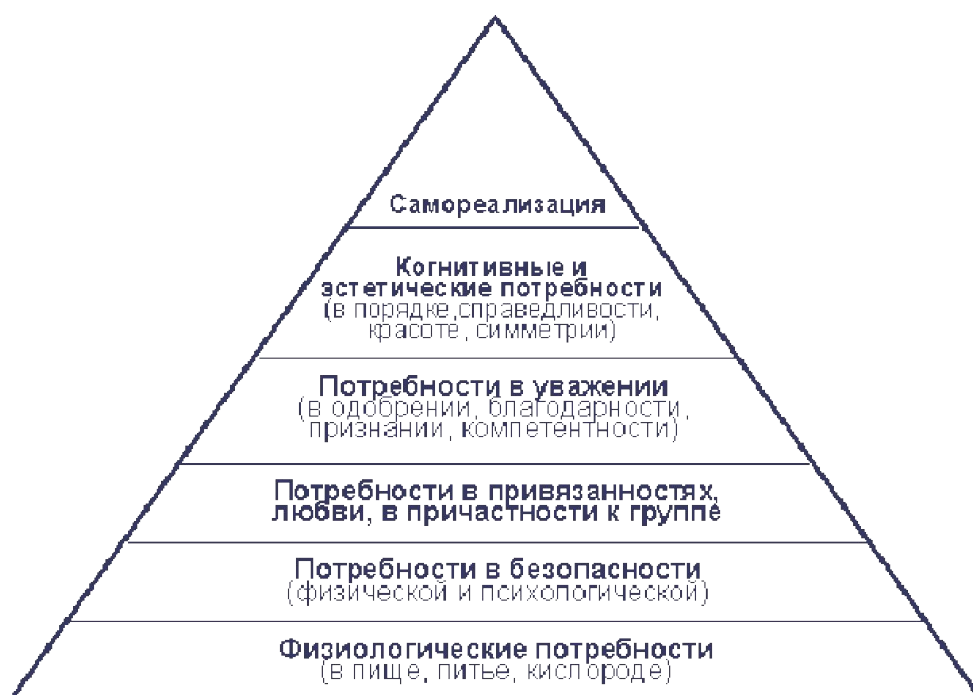 Самореализация
Когнитивные и
эстетические потребности
(в порядке,справедливости,
красоте, симметрии)
Потребности в уважении
(в одобрении, благодарности,
признании, компетентности)
Потребности в привязанностях,
любви, в причастности к группе
Потребности в безопасности
(физической и психологической)
Физиологические потребности
(в пище, питье, кислороде)